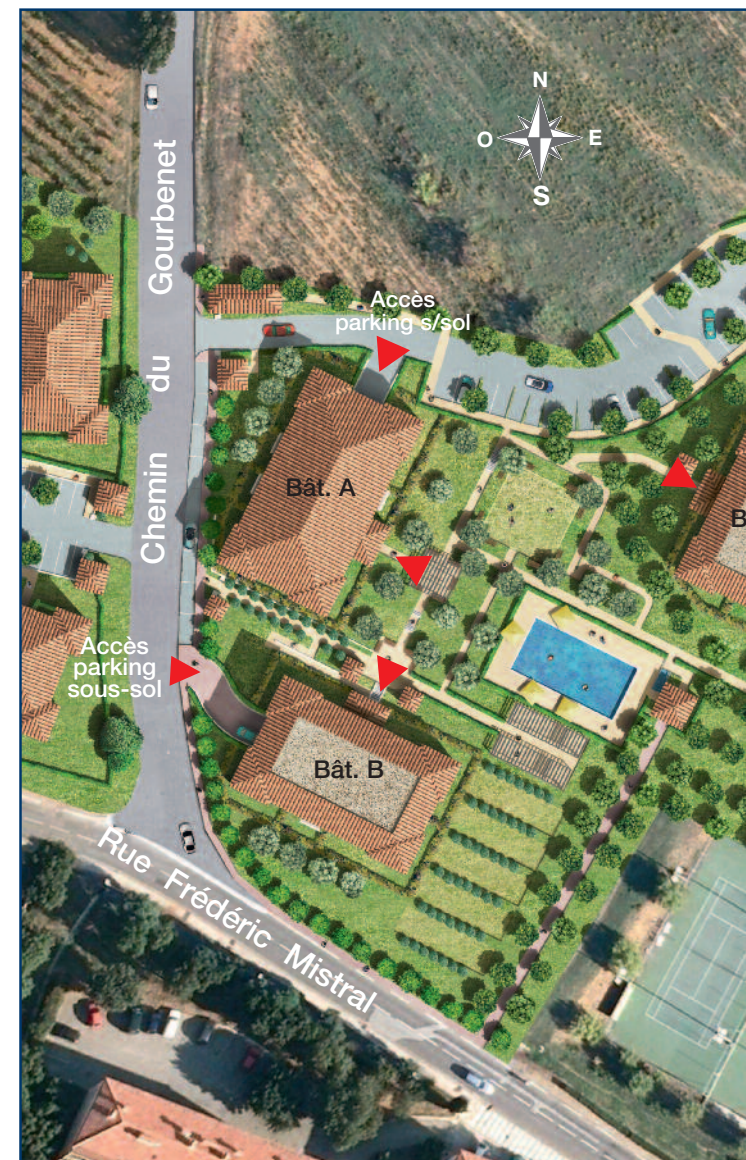 N
O E
S
Chemin du Gourbenet
Accès
parking s/sol
Bât. A
B
Accès
parking
sous-sol
Bât. B
Rue Frédéric Mistral